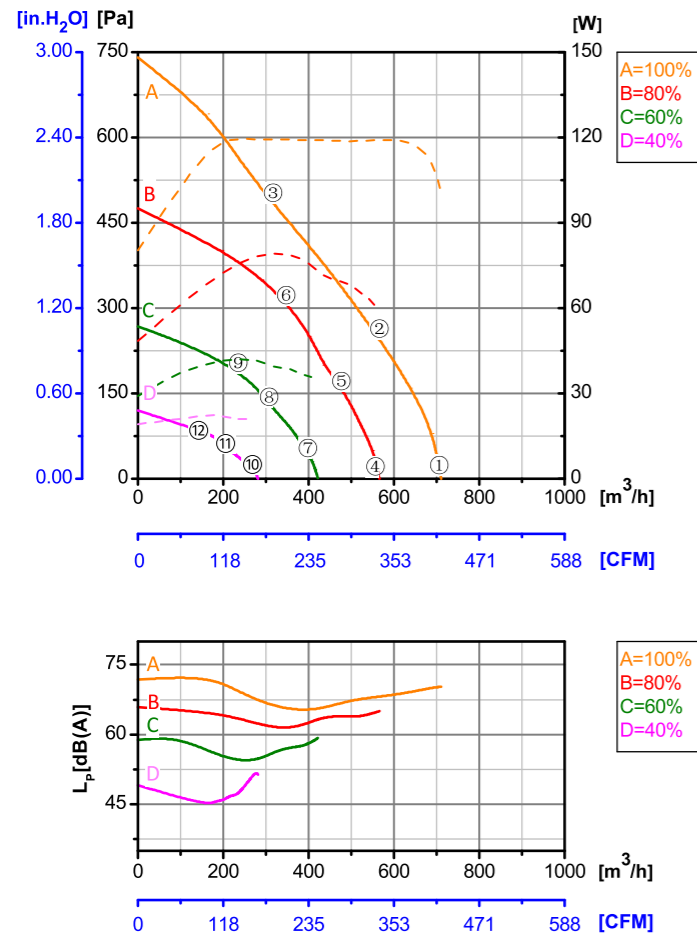 [in.H2O] [Pa] [W]
3.00 750 150
A=100%
B=80%
C=60%
D=40%
A
2.40 600 120
B
③
1.80 450 90
⑥
C
②
1.20 300 60
⑨
⑤
D
⑧
0.60 150 30
⑫ ⑪
⑦
⑩ ④ ①
0.00 0 0
0 200 400 600 800 1000 [m3/h]
0 118 235 353 471 588 [CFM]
A=100%
B=80%
C=60%
D=40%
75
A
B
60
C
D
45
LP[dB(A)]
0 200 400 600 800 1000 [m3/h]
0 118 235 353 471 588 [CFM]